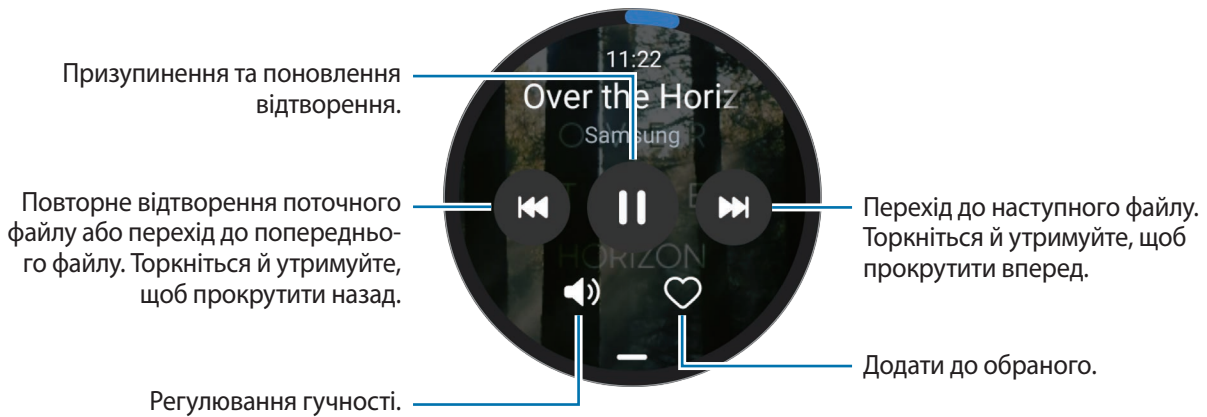 11:22
Over the Horiz
Samsung
OVER
HORIZON
Призупинення та поновлення
відтворення.
Повторне відтворення поточного
файлу або перехід до попередньо-
го файлу. Торкніться й утримуйте,
щоб прокрутити назад.
Перехід до наступного файлу.
Торкніться й утримуйте, щоб
прокрутити вперед.
Додати до обраного.
Регулювання гучності.